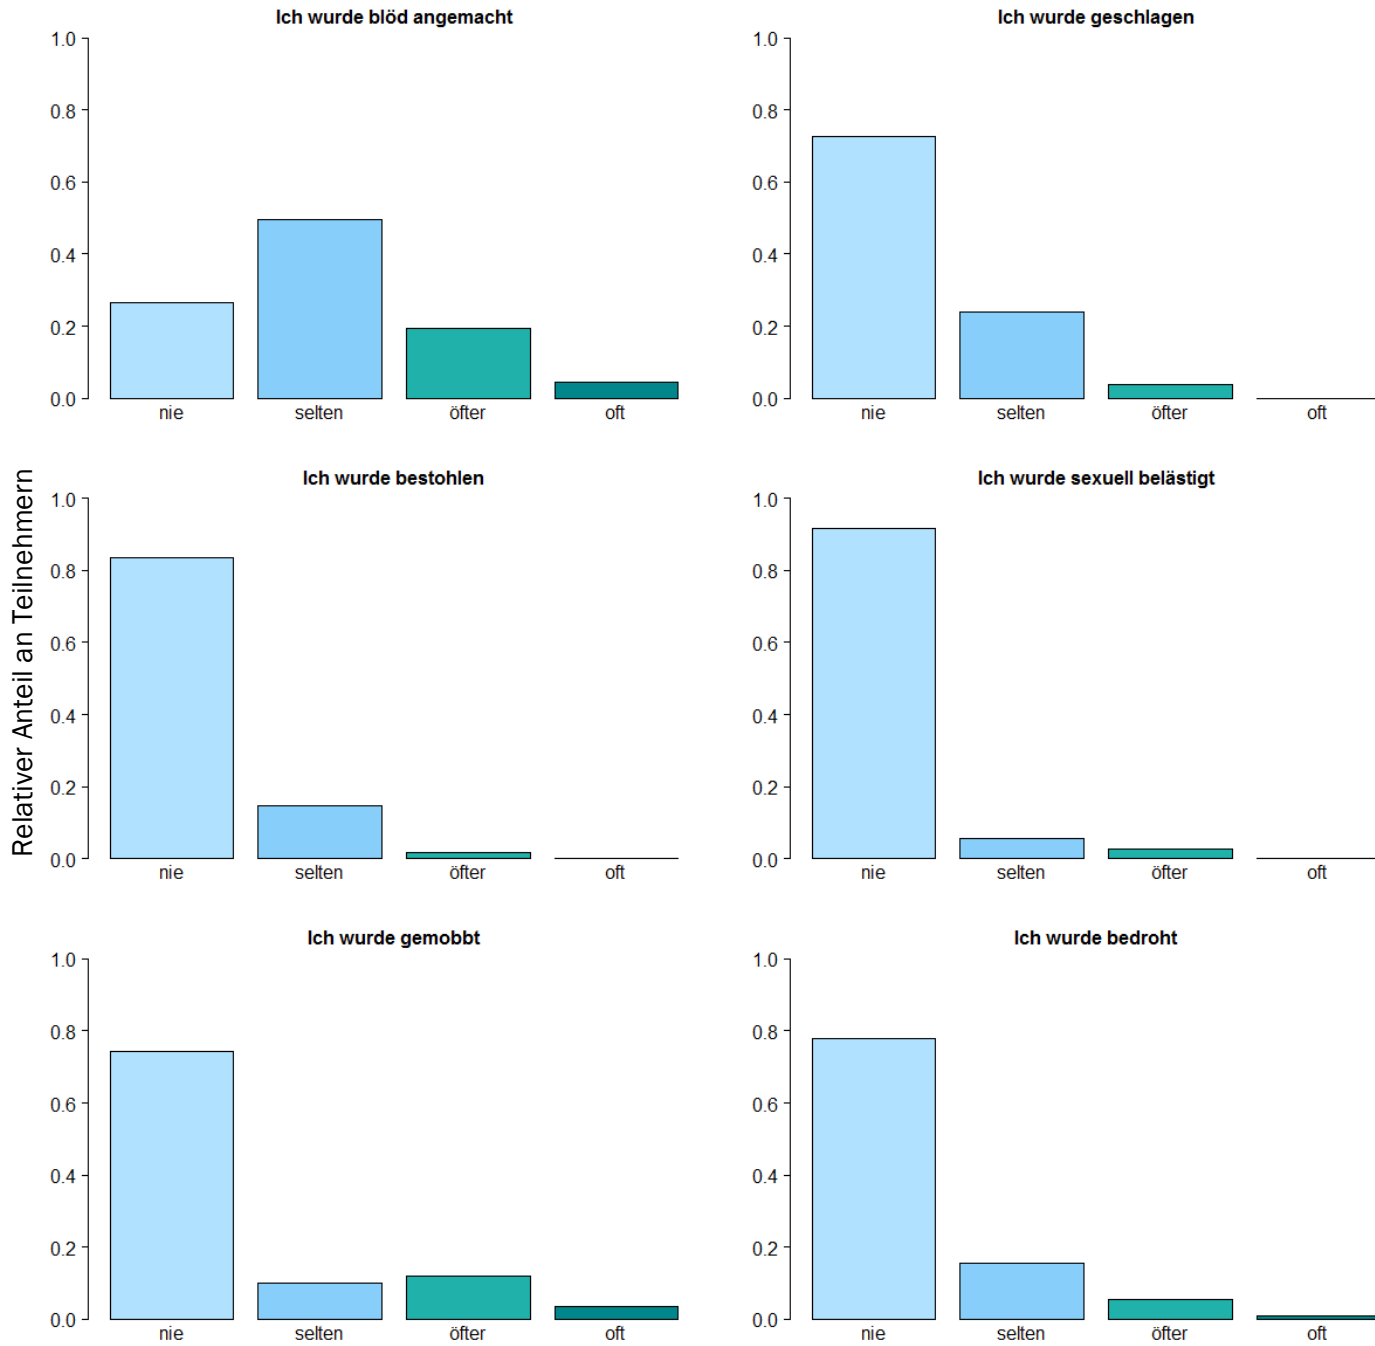 Relativer Anteil an Teilnehmern
Ich wurde blöd angemacht
1.0
0.8
0.6
0.4
0.2
0.0
nie selten öfter oft
Ich wurde geschlagen
1.0
0.8
0.6
0.4
0.2
0.0
nie selten öfter oft
Ich wurde bestohlen
1.0
0.8
0.6
0.4
0.2
0.0
nie selten öfter oft
Ich wurde sexuell belästigt
1.0
0.8
0.6
0.4
0.2
0.0
nie selten öfter oft
Ich wurde gemobbt
1.0
0.8
0.6
0.4
0.2
0.0
nie selten öfter oft
Ich wurde bedroht
1.0
0.8
0.6
0.4
0.2
0.0
nie selten öfter oft